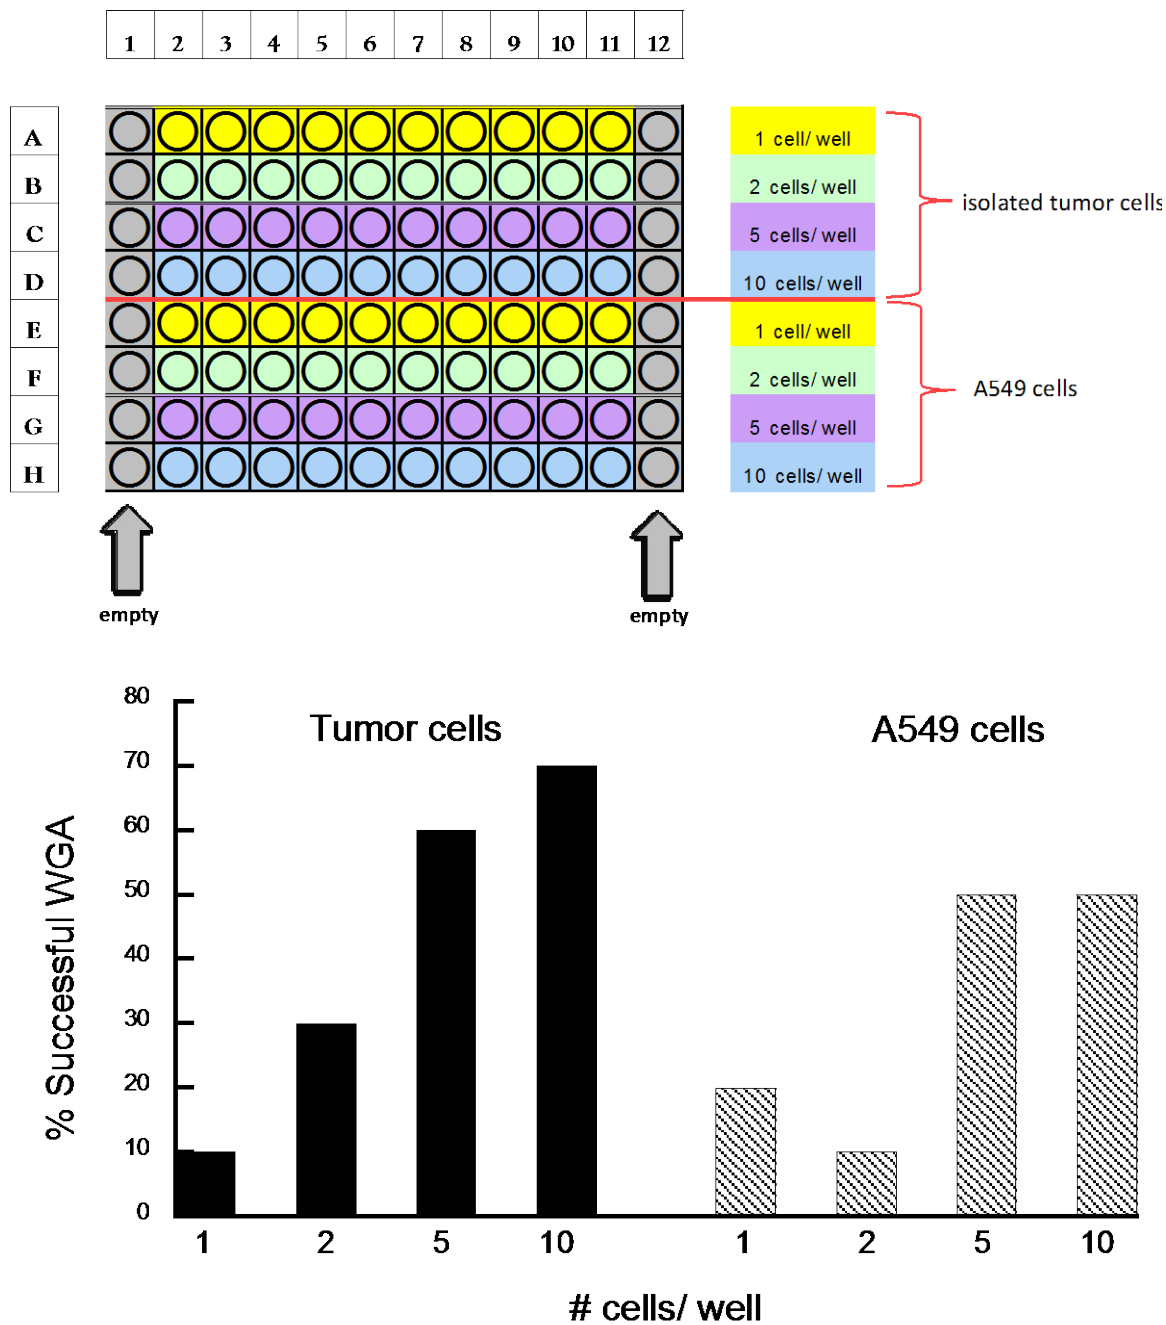 1 2 3 4 5 6 7 8 9 10 11 12
A
1 cell/ well
B
2 cells/ well
isolated tumor cells
C
5 cells/ well
D
10 cells/ well
E
1 cell/ well
F
2 cells/ well
A549 cells
G
5 cells/ well
H
10 cells/ well
empty empty
80
Tumor cells A549 cells
70
60
50
40
30
20
10
0
% Successful WGA
1 2 5 10 1 2 5 10
# cells/ well